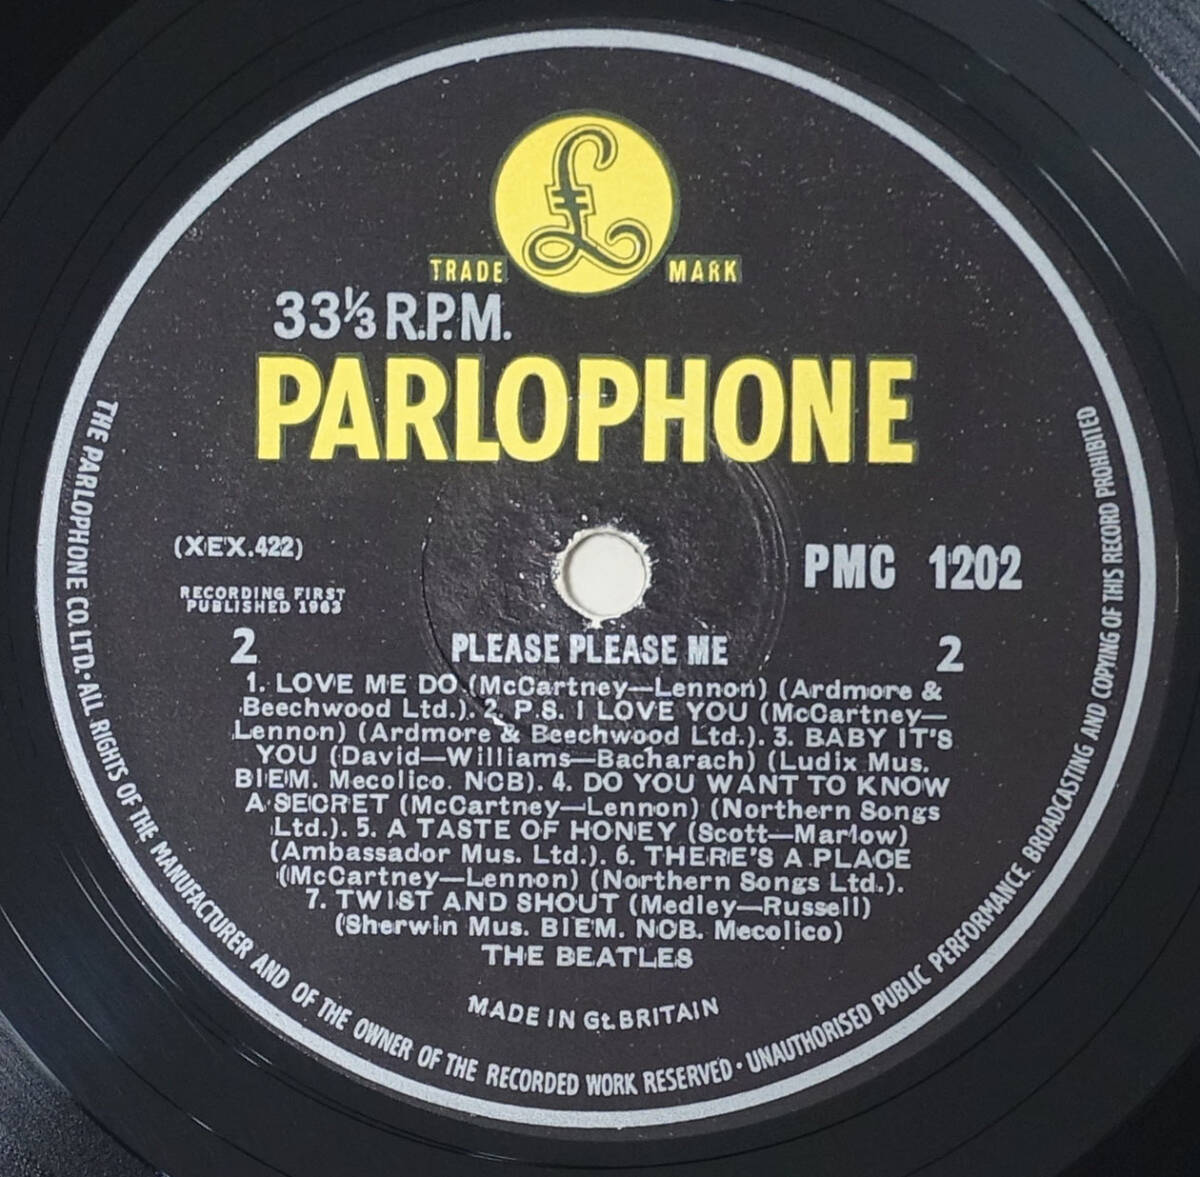 £
TRADE MARK
33⅓ R.P.M.
PARLOPHONE
(XEX.422)
PMC 1202
RECORDING FIRST
PUBLISHED 1963
2 PLEASE PLEASE ME 2
1. LOVE ME DO (McCartney—Lennon) (Ardmore &
Beechwood Ltd.). 2. P.S. I LOVE YOU (McCartney—
Lennon) (Ardmore & Beechwood Ltd.). 3. BABY IT'S
YOU (David—Williams—Bacharach) (Ludix Mus.
BIEM. Mecolico. NCB). 4. DO YOU WANT TO KNOW
A SECRET (McCartney—Lennon) (Northern Songs
Ltd.). 5. A TASTE OF HONEY (Scott—Marlow)
(Ambassador Mus. Ltd.). 6. THERE'S A PLACE
(McCartney—Lennon) (Northern Songs Ltd.).
7. TWIST AND SHOUT (Medley—Russell)
(Sherwin Mus. BIEM. NCB. Mecolico)
THE BEATLES
MADE IN Gt. BRITAIN
THE PARLOPHONE CO. LTD. • ALL RIGHTS OF THE MANUFACTURER AND OF THE OWNER OF THE RECORDED WORK RESERVED • UNAUTHORISED PUBLIC PERFORMANCE. BROADCASTING AND COPYING OF THIS RECORD PROHIBITED